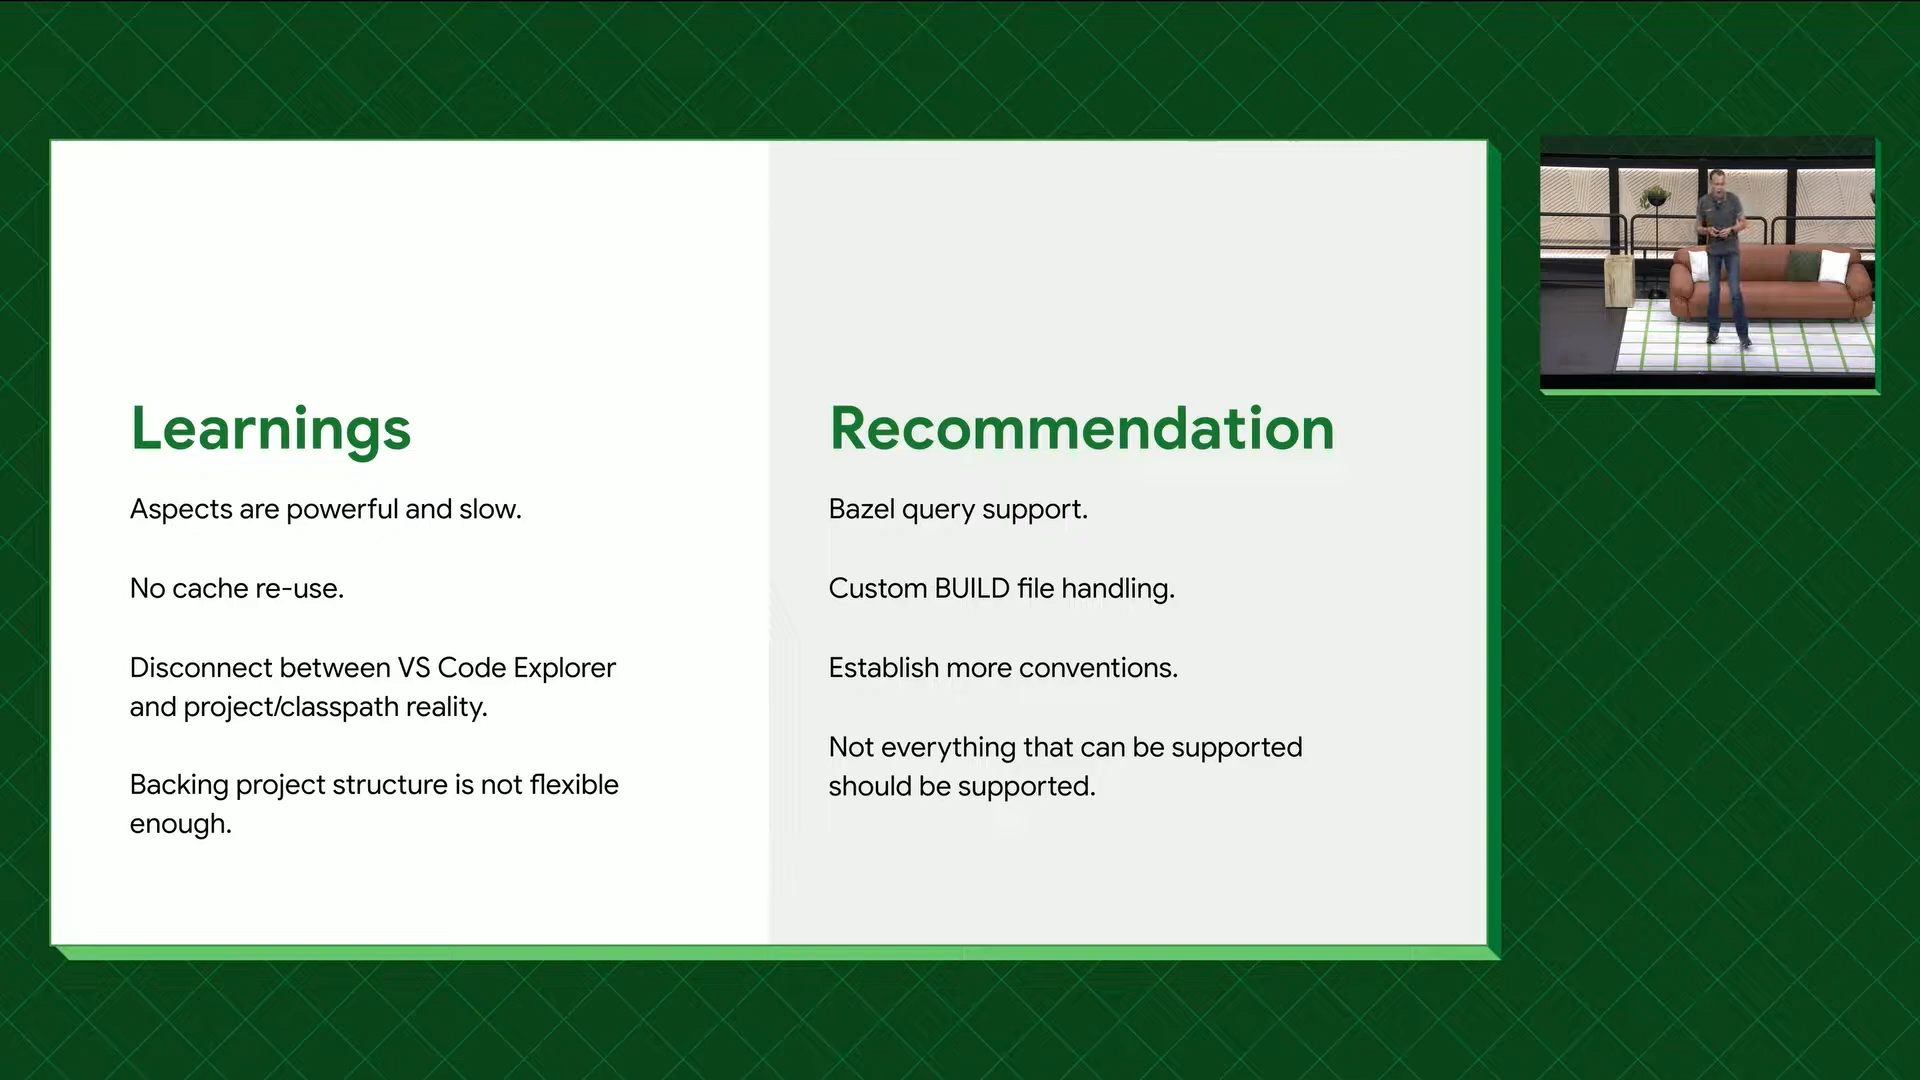 Learnings
Aspects are powerful and slow.
No cache re-use.
Disconnect between VS Code Explorer
and project/classpath reality.
Backing project structure is not flexible
enough.
Recommendation
Bazel query support.
Custom BUILD file handling.
Establish more conventions.
Not everything that can be supported
should be supported.